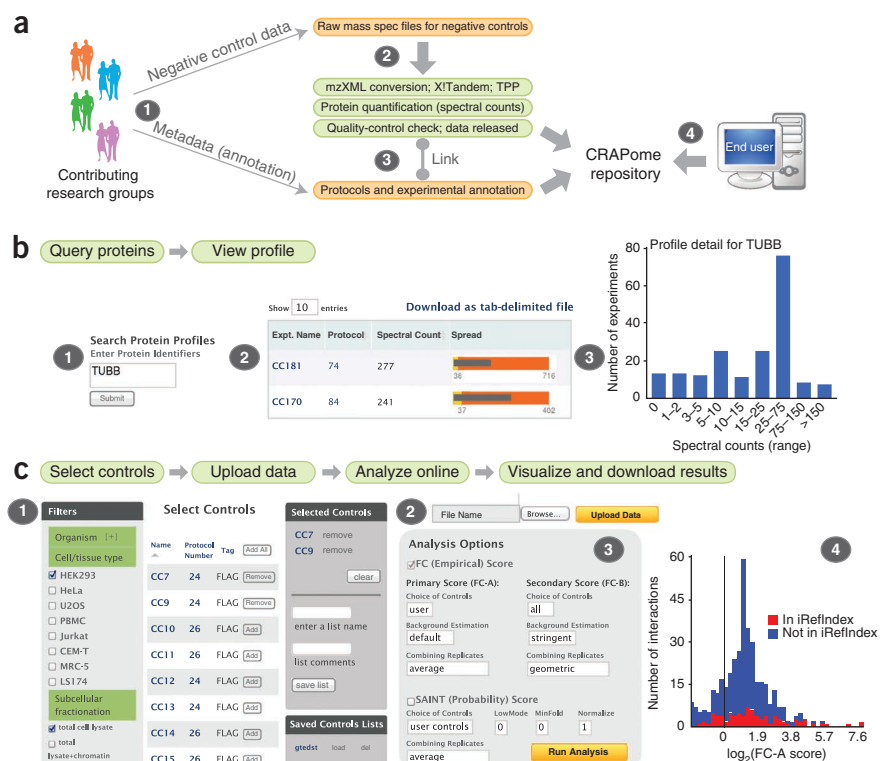 a
Raw mass spec files for negative controls
Negative control data
2
mzXML conversion; X!Tandem; TPP
Protein quantification (spectral counts)
Quality-control check; data released
1
3
Link
4
End user
CRAPome
repository
Metadata (annotation)
Contributing
research groups
Protocols and experimental annotation
b
Query proteins
View profile
1
Search Protein Profiles
Enter Protein Identifiers
TUBB
Submit
2
Show 10 entries
Download as tab-delimited file
Expt. Name Protocol Spectral Count Spread
CC181 74 277
38 716
CC170 84 241
37 402
3
Profile detail for TUBB
Number of experiments
80
60
40
20
0
0 1–2 3–5 5–10 10–15 15–25 25–75 75–150 >150
Spectral counts (range)
c
Select controls
Upload data
Analyze online
Visualize and download results
1
Filters
Organism [+]
Cell/tissue type
HEK293
HeLa
U2OS
PBMC
Jurkat
CEM-T
MRC-5
LS174
Subcellular
fractionation
total cell lysate
total
lysate+chromatin
Select Controls
Name Protocol Number Tag Add All
CC7 24 FLAG Remove
CC9 24 FLAG Remove
CC10 26 FLAG Add
CC11 26 FLAG Add
CC12 24 FLAG Add
CC13 24 FLAG Add
CC14 26 FLAG Add
CC15 26 FLAG Add
Selected Controls
CC7 remove
CC9 remove
clear
enter a list name
list comments
save list
Saved Controls Lists
gtedst load del
2
File Name Browse... Upload Data
Analysis Options
3
FC (Empirical) Score
Primary Score (FC-A): Secondary Score (FC-B):
Choice of Controls Choice of Controls
user all
Background Estimation Background Estimation
default stringent
Combining Replicates Combining Replicates
average geometric
SAINT (Probability) Score
Choice of Controls LowMode MinFold Normalize
user controls 0 0 1
Combining Replicates
average
Run Analysis
4
Number of interactions
60
45
30
15
0
In iRefIndex
Not in iRefIndex
0 1.9 3.8 5.7 7.6
log2(FC-A score)